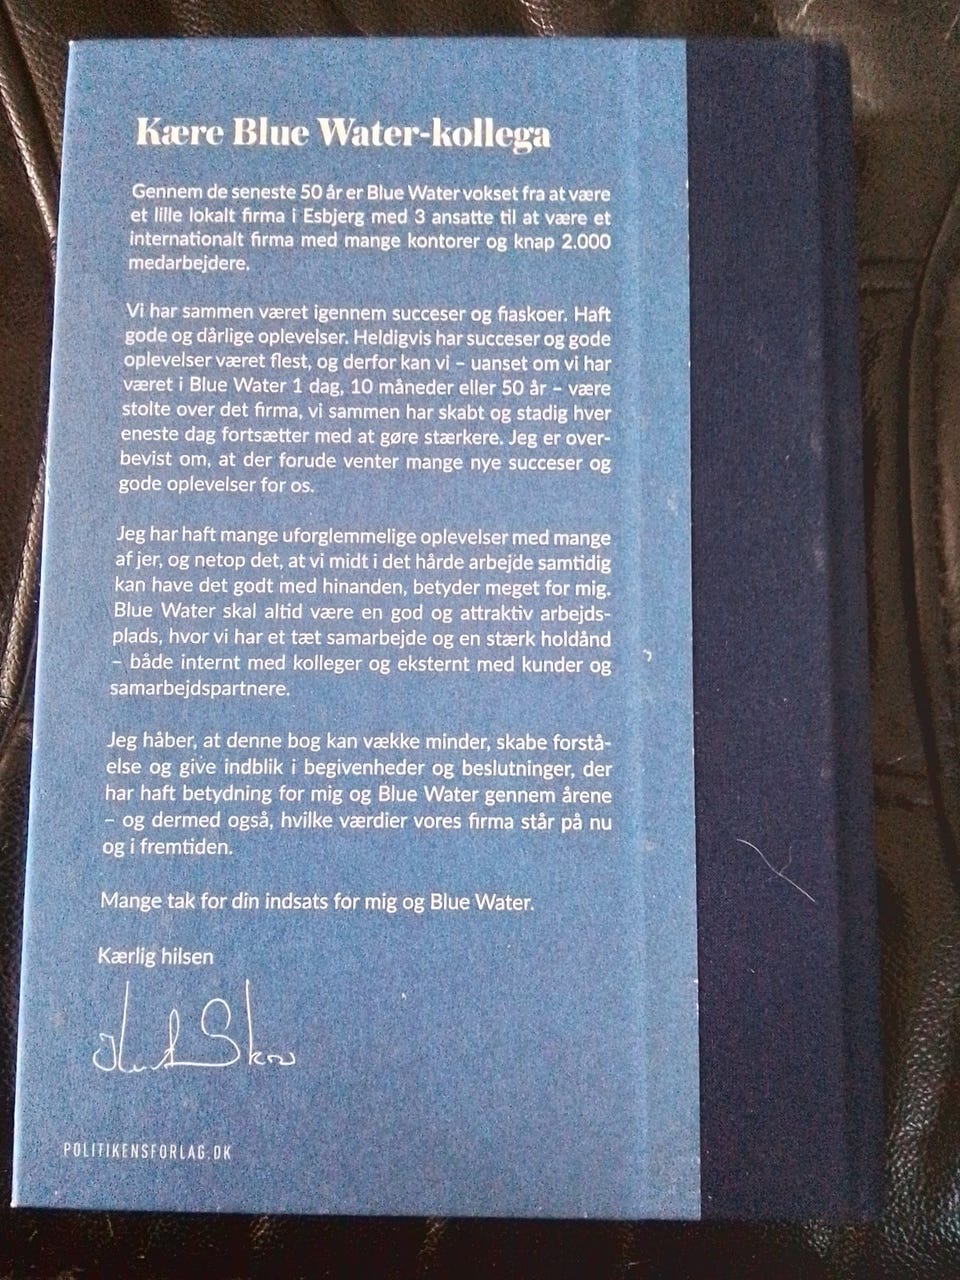 Kære Blue Water-kollega
Gennem de seneste 50 år er Blue Water vokset fra at være
et lille lokalt firma i Esbjerg med 3 ansatte til at være et
internationalt firma med mange kontorer og knap 2.000
medarbejdere.
Vi har sammen været igennem succeser og fiaskoer. Haft
gode og dårlige oplevelser. Heldigvis har succeser og gode
oplevelser været flest, og derfor kan vi – uanset om vi har
været i Blue Water 1 dag, 10 måneder eller 50 år – være
stolte over det firma, vi sammen har skabt og stadig hver
eneste dag fortsætter med at gøre stærkere. Jeg er over-
bevist om, at der forude venter mange nye succeser og
gode oplevelser for os.
Jeg har haft mange uforglemmelige oplevelser med mange
af jer, og netop det, at vi midt i det hårde arbejde samtidig
kan have det godt med hinanden, betyder meget for mig.
Blue Water skal altid være en god og attraktiv arbejds-
plads, hvor vi har et tæt samarbejde og en stærk holdånd
– både internt med kolleger og eksternt med kunder og
samarbejdspartnere.
Jeg håber, at denne bog kan vække minder, skabe forstå-
else og give indblik i begivenheder og beslutninger, der
har haft betydning for mig og Blue Water gennem årene
– og dermed også, hvilke værdier vores firma står på nu
og i fremtiden.
Mange tak for din indsats for mig og Blue Water.
Kærlig hilsen
POLITIKENSFORLAG.DK